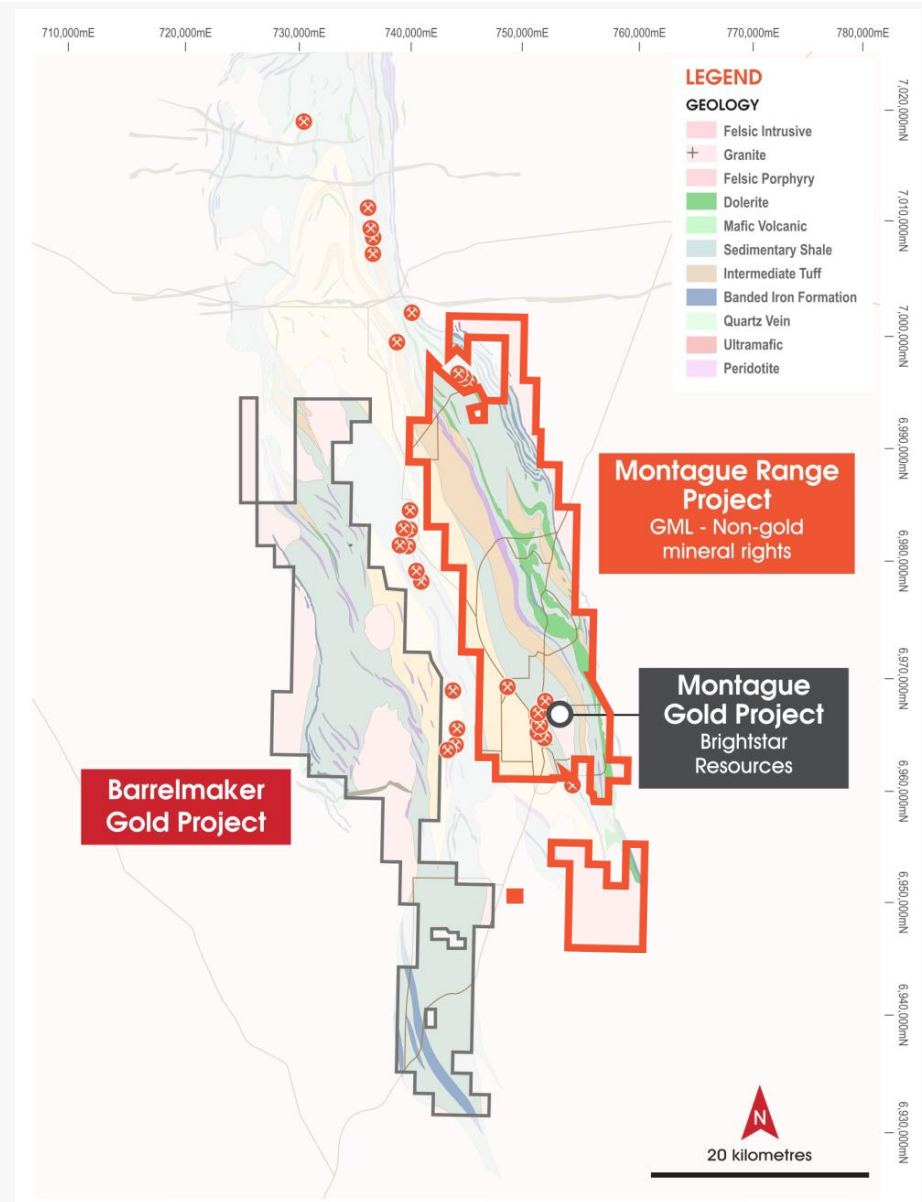 710,000mE 720,000mE 730,000mE 740,000mE 750,000mE 760,000mE 770,000mE 780,000mE
LEGEND
GEOLOGY
Felsic Intrusive
Granite
Felsic Porphyry
Dolerite
Mafic Volcanic
Sedimentary Shale
Intermediate Tuff
Banded Iron Formation
Quartz Vein
Ultramafic
Peridotite
7,020,000mN
7,010,000mN
7,000,000mN
6,990,000mN
6,980,000mN
6,970,000mN
6,960,000mN
6,950,000mN
6,940,000mN
6,930,000mN
Montague Range
Project
GML - Non-gold
mineral rights
Montague
Gold Project
Brightstar
Resources
Barrelmaker
Gold Project
N
20 kilometres